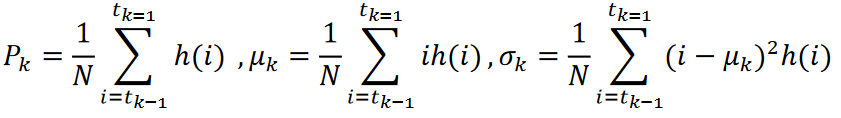 $P_k = \frac{1}{N} \sum_{i=t_{k-1}}^{t_{k=1}} h(i)\ , \mu_k = \frac{1}{N} \sum_{i=t_{k-1}}^{t_{k=1}} ih(i) , \sigma_k = \frac{1}{N} \sum_{i=t_{k-1}}^{t_{k=1}} (i - \mu_k)^2 h(i)$